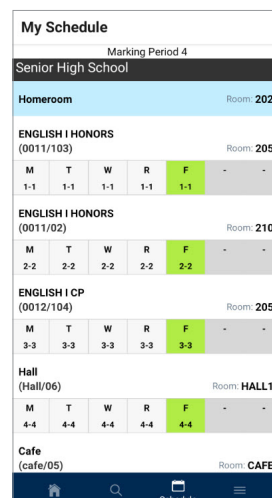 My Schedule
Marking Period 4
Senior High School
Homeroom Room: 202
ENGLISH I HONORS
(0011/103) Room: 205
M T W R F - -
1-1 1-1 1-1 1-1 1-1
ENGLISH I HONORS
(0011/02) Room: 210
M T W R F - -
2-2 2-2 2-2 2-2 2-2
ENGLISH I CP
(0012/104) Room: 205
M T W R F - -
3-3 3-3 3-3 3-3 3-3
Hall
(Hall/06) Room: HALL1
M T W R F - -
4-4 4-4 4-4 4-4 4-4
Cafe
(cafe/05) Room: CAFE